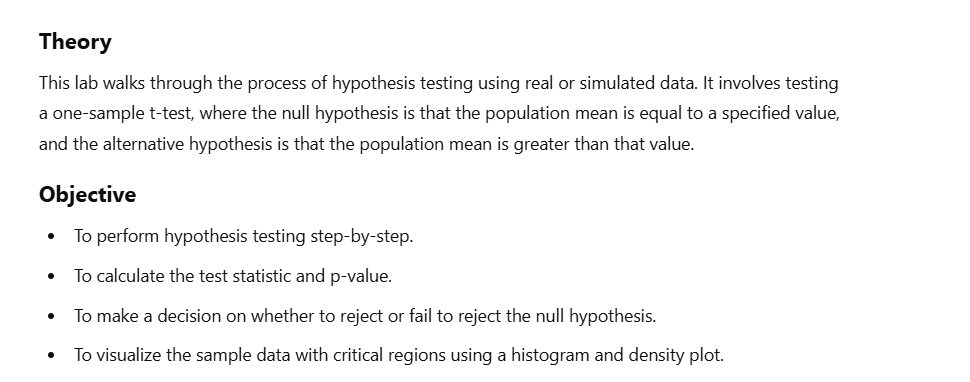 Theory
This lab walks through the process of hypothesis testing using real or simulated data. It involves testing
a one-sample t-test, where the null hypothesis is that the population mean is equal to a specified value,
and the alternative hypothesis is that the population mean is greater than that value.
Objective
• To perform hypothesis testing step-by-step.
• To calculate the test statistic and p-value.
• To make a decision on whether to reject or fail to reject the null hypothesis.
• To visualize the sample data with critical regions using a histogram and density plot.